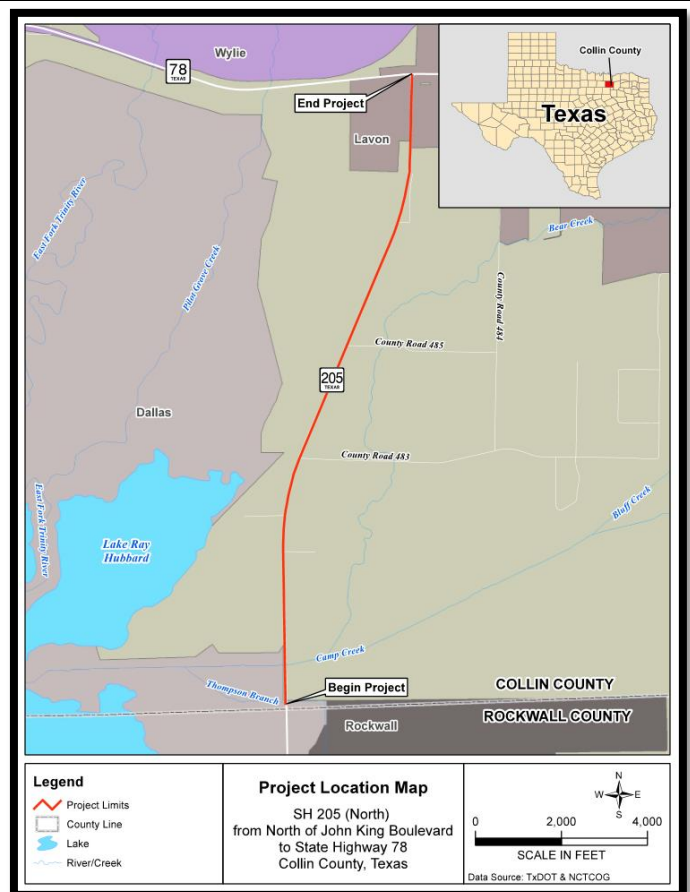 Wylie
78
TEXAS
End Project
Lavon
Collin County
Texas
East Fork Trinity River
Pilot Grove Creek
Bear Creek
County Road 484
County Road 485
205
TEXAS
Dallas
County Road 483
East Fork Trinity River
Lake Ray
Hubbard
Bluff Creek
Camp Creek
Thompson Branch
Begin Project
COLLIN COUNTY
ROCKWALL COUNTY
Rockwall
Legend
Project Limits
County Line
Lake
River/Creek
Project Location Map
SH 205 (North)
from North of John King Boulevard
to State Highway 78
Collin County, Texas
N
W E
S
0 2,000 4,000
SCALE IN FEET
Data Source: TxDOT & NCTCOG